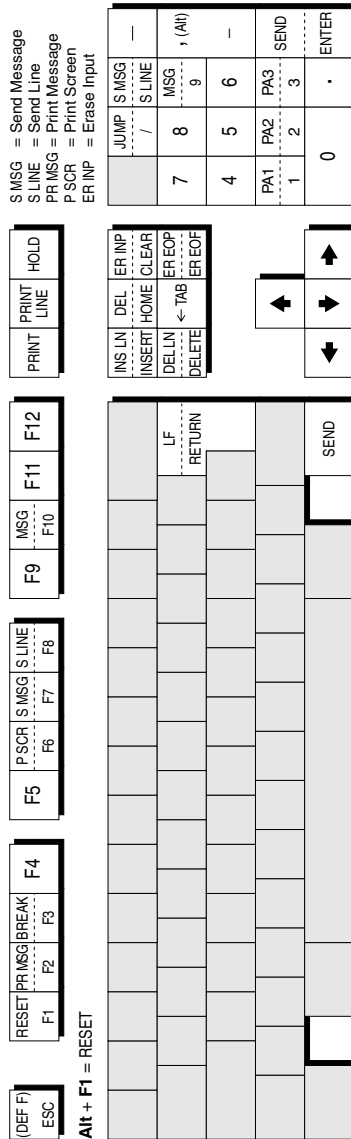 (DEF F)
ESC
RESET PR MSG BREAK F4
F1 F2 F3
F5 P SCR S MSG S LINE
F6 F7 F8
F9 MSG F11 F12
F10
PRINT PRINT LINE HOLD
S MSG = Send Message
S LINE = Send Line
PR MSG = Print Message
P SCR = Print Screen
ER INP = Erase Input
Alt + F1 = RESET
LF
RETURN
SEND
INS LN DEL ER INP
INSERT HOME CLEAR
DEL LN ← TAB ER EOP
DELETE ER EOF
JUMP S MSG —
/ S LINE
7 8 MSG , (Alt)
9
4 5 6 –
PA1 PA2 PA3 SEND
1 2 3
0 . ENTER